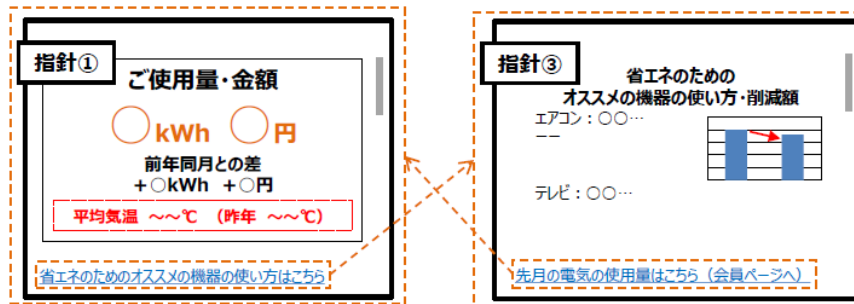 指針①
ご使用量・金額
〇kWh 〇円
前年同月との差
+〇kWh +〇円
平均気温 ～～℃ (昨年 ～～℃)
省エネのためのオススメの機器の使い方はこちら
指針③
省エネのための
オススメの機器の使い方・削減額
エアコン：〇〇…
ーー
テレビ：〇〇…
先月の電気の使用量はこちら（会員ページへ）